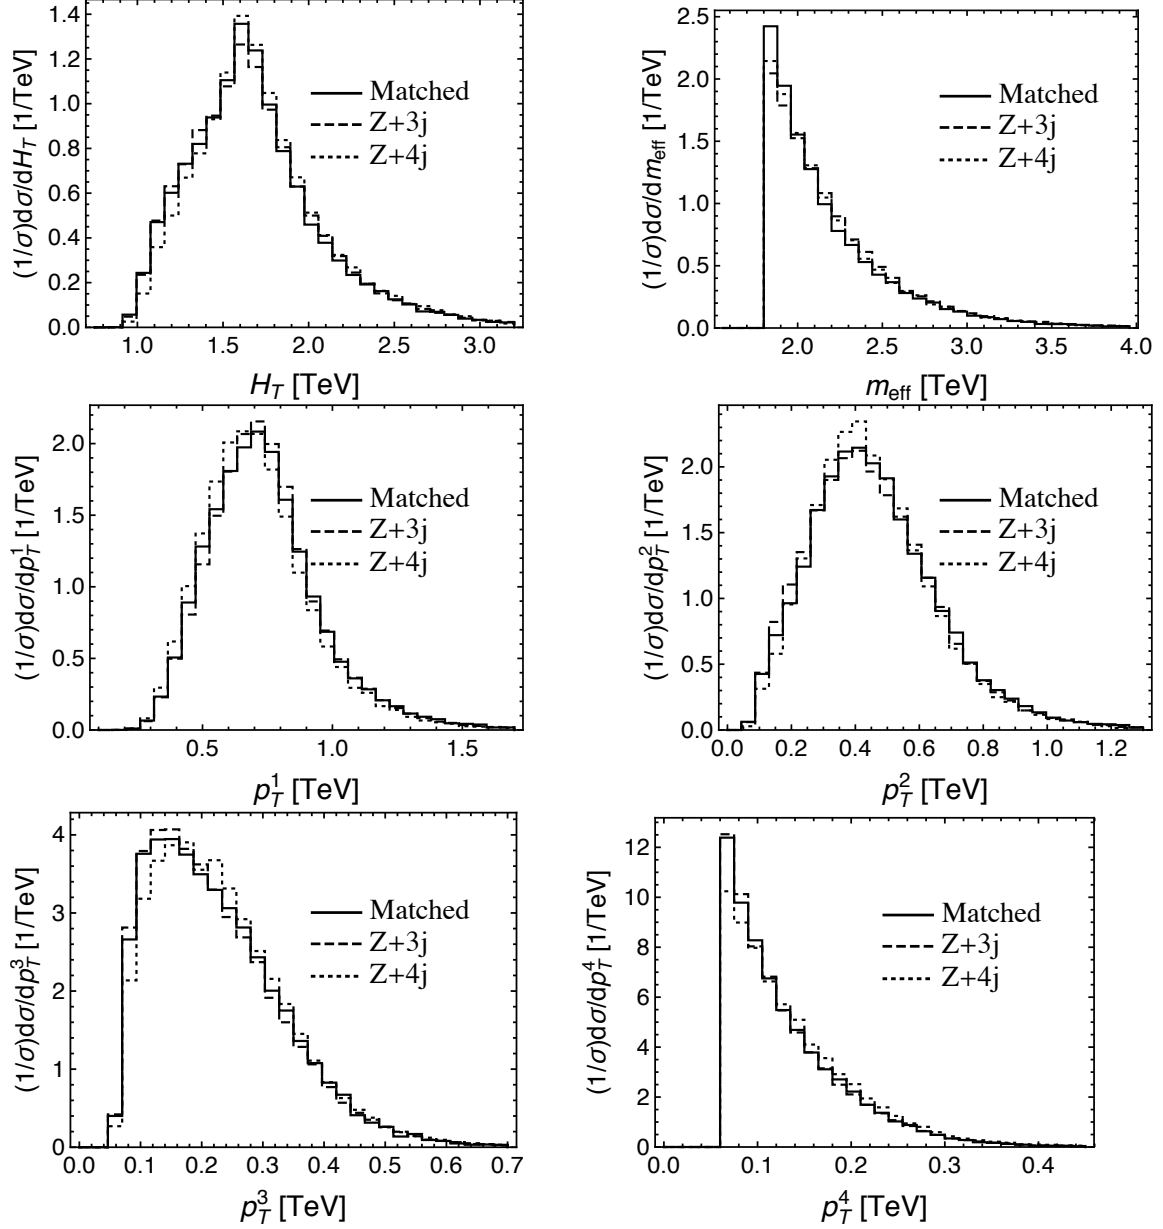 1.4
1.2
1.0
0.8
0.6
0.4
0.2
0.0
(1/σ)dσ/dH_T [1/TeV]
Matched
Z+3j
Z+4j
1.0 1.5 2.0 2.5 3.0
H_T [TeV]
2.5
2.0
1.5
1.0
0.5
0.0
(1/σ)dσ/dm_eff [1/TeV]
Matched
Z+3j
Z+4j
2.0 2.5 3.0 3.5 4.0
m_eff [TeV]
2.0
1.5
1.0
0.5
0.0
(1/σ)dσ/dp_T^1 [1/TeV]
Matched
Z+3j
Z+4j
0.5 1.0 1.5
p_T^1 [TeV]
2.0
1.5
1.0
0.5
0.0
(1/σ)dσ/dp_T^2 [1/TeV]
Matched
Z+3j
Z+4j
0.0 0.2 0.4 0.6 0.8 1.0 1.2
p_T^2 [TeV]
4
3
2
1
0
(1/σ)dσ/dp_T^3 [1/TeV]
Matched
Z+3j
Z+4j
0.0 0.1 0.2 0.3 0.4 0.5 0.6 0.7
p_T^3 [TeV]
12
10
8
6
4
2
0
(1/σ)dσ/dp_T^4 [1/TeV]
Matched
Z+3j
Z+4j
0.0 0.1 0.2 0.3 0.4
p_T^4 [TeV]